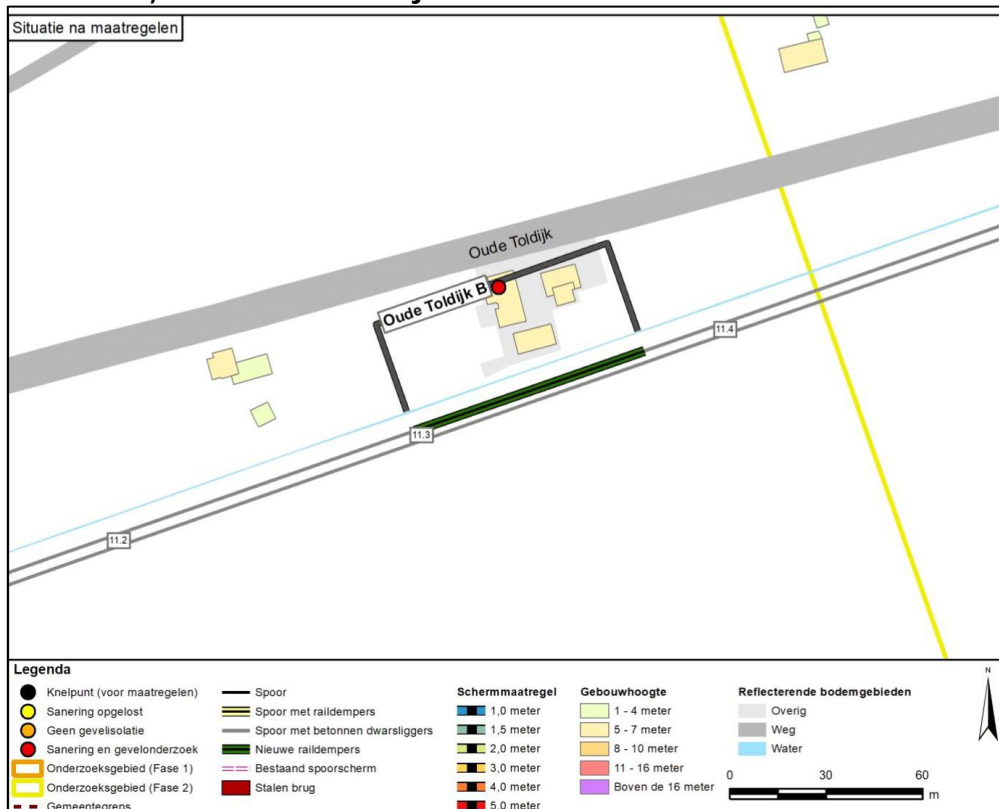 Situatie na maatregelen
Oude Toldijk
Oude Toldijk B
11.4
11.3
11.2
Legenda
Knelpunt (voor maatregelen)
Sanering opgelost
Geen gevelisolatie
Sanering en gevelonderzoek
Onderzoeksgebied (Fase 1)
Onderzoeksgebied (Fase 2)
Gemeentegrens
Spoor
Spoor met raildempers
Spoor met betonnen dwarsliggers
Nieuwe raildempers
Bestaand spoorscherm
Stalen brug
Schermmaatregel
1,0 meter
1,5 meter
2,0 meter
3,0 meter
4,0 meter
5,0 meter
Gebouwhoogte
1 - 4 meter
5 - 7 meter
8 - 10 meter
11 - 16 meter
Boven de 16 meter
Reflecterende bodemgebieden
Overig
Weg
Water
N
0 30 60
m